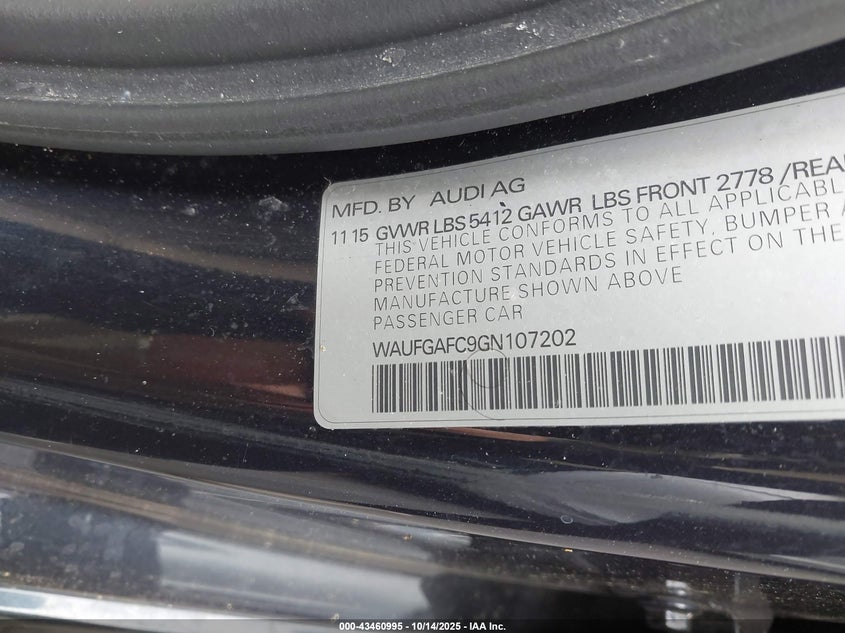 MFD. BY AUDI AG
11 15 GVWR LBS 5412 GAWR LBS FRONT 2778 /REA
THIS VEHICLE CONFORMS TO ALL APPLICABL
FEDERAL MOTOR VEHICLE SAFETY, BUMPER A
PREVENTION STANDARDS IN EFFECT ON THE
MANUFACTURE SHOWN ABOVE
PASSENGER CAR
WAUFGAFC9GN107202
000-43460995 - 10/14/2025 - IAA Inc.